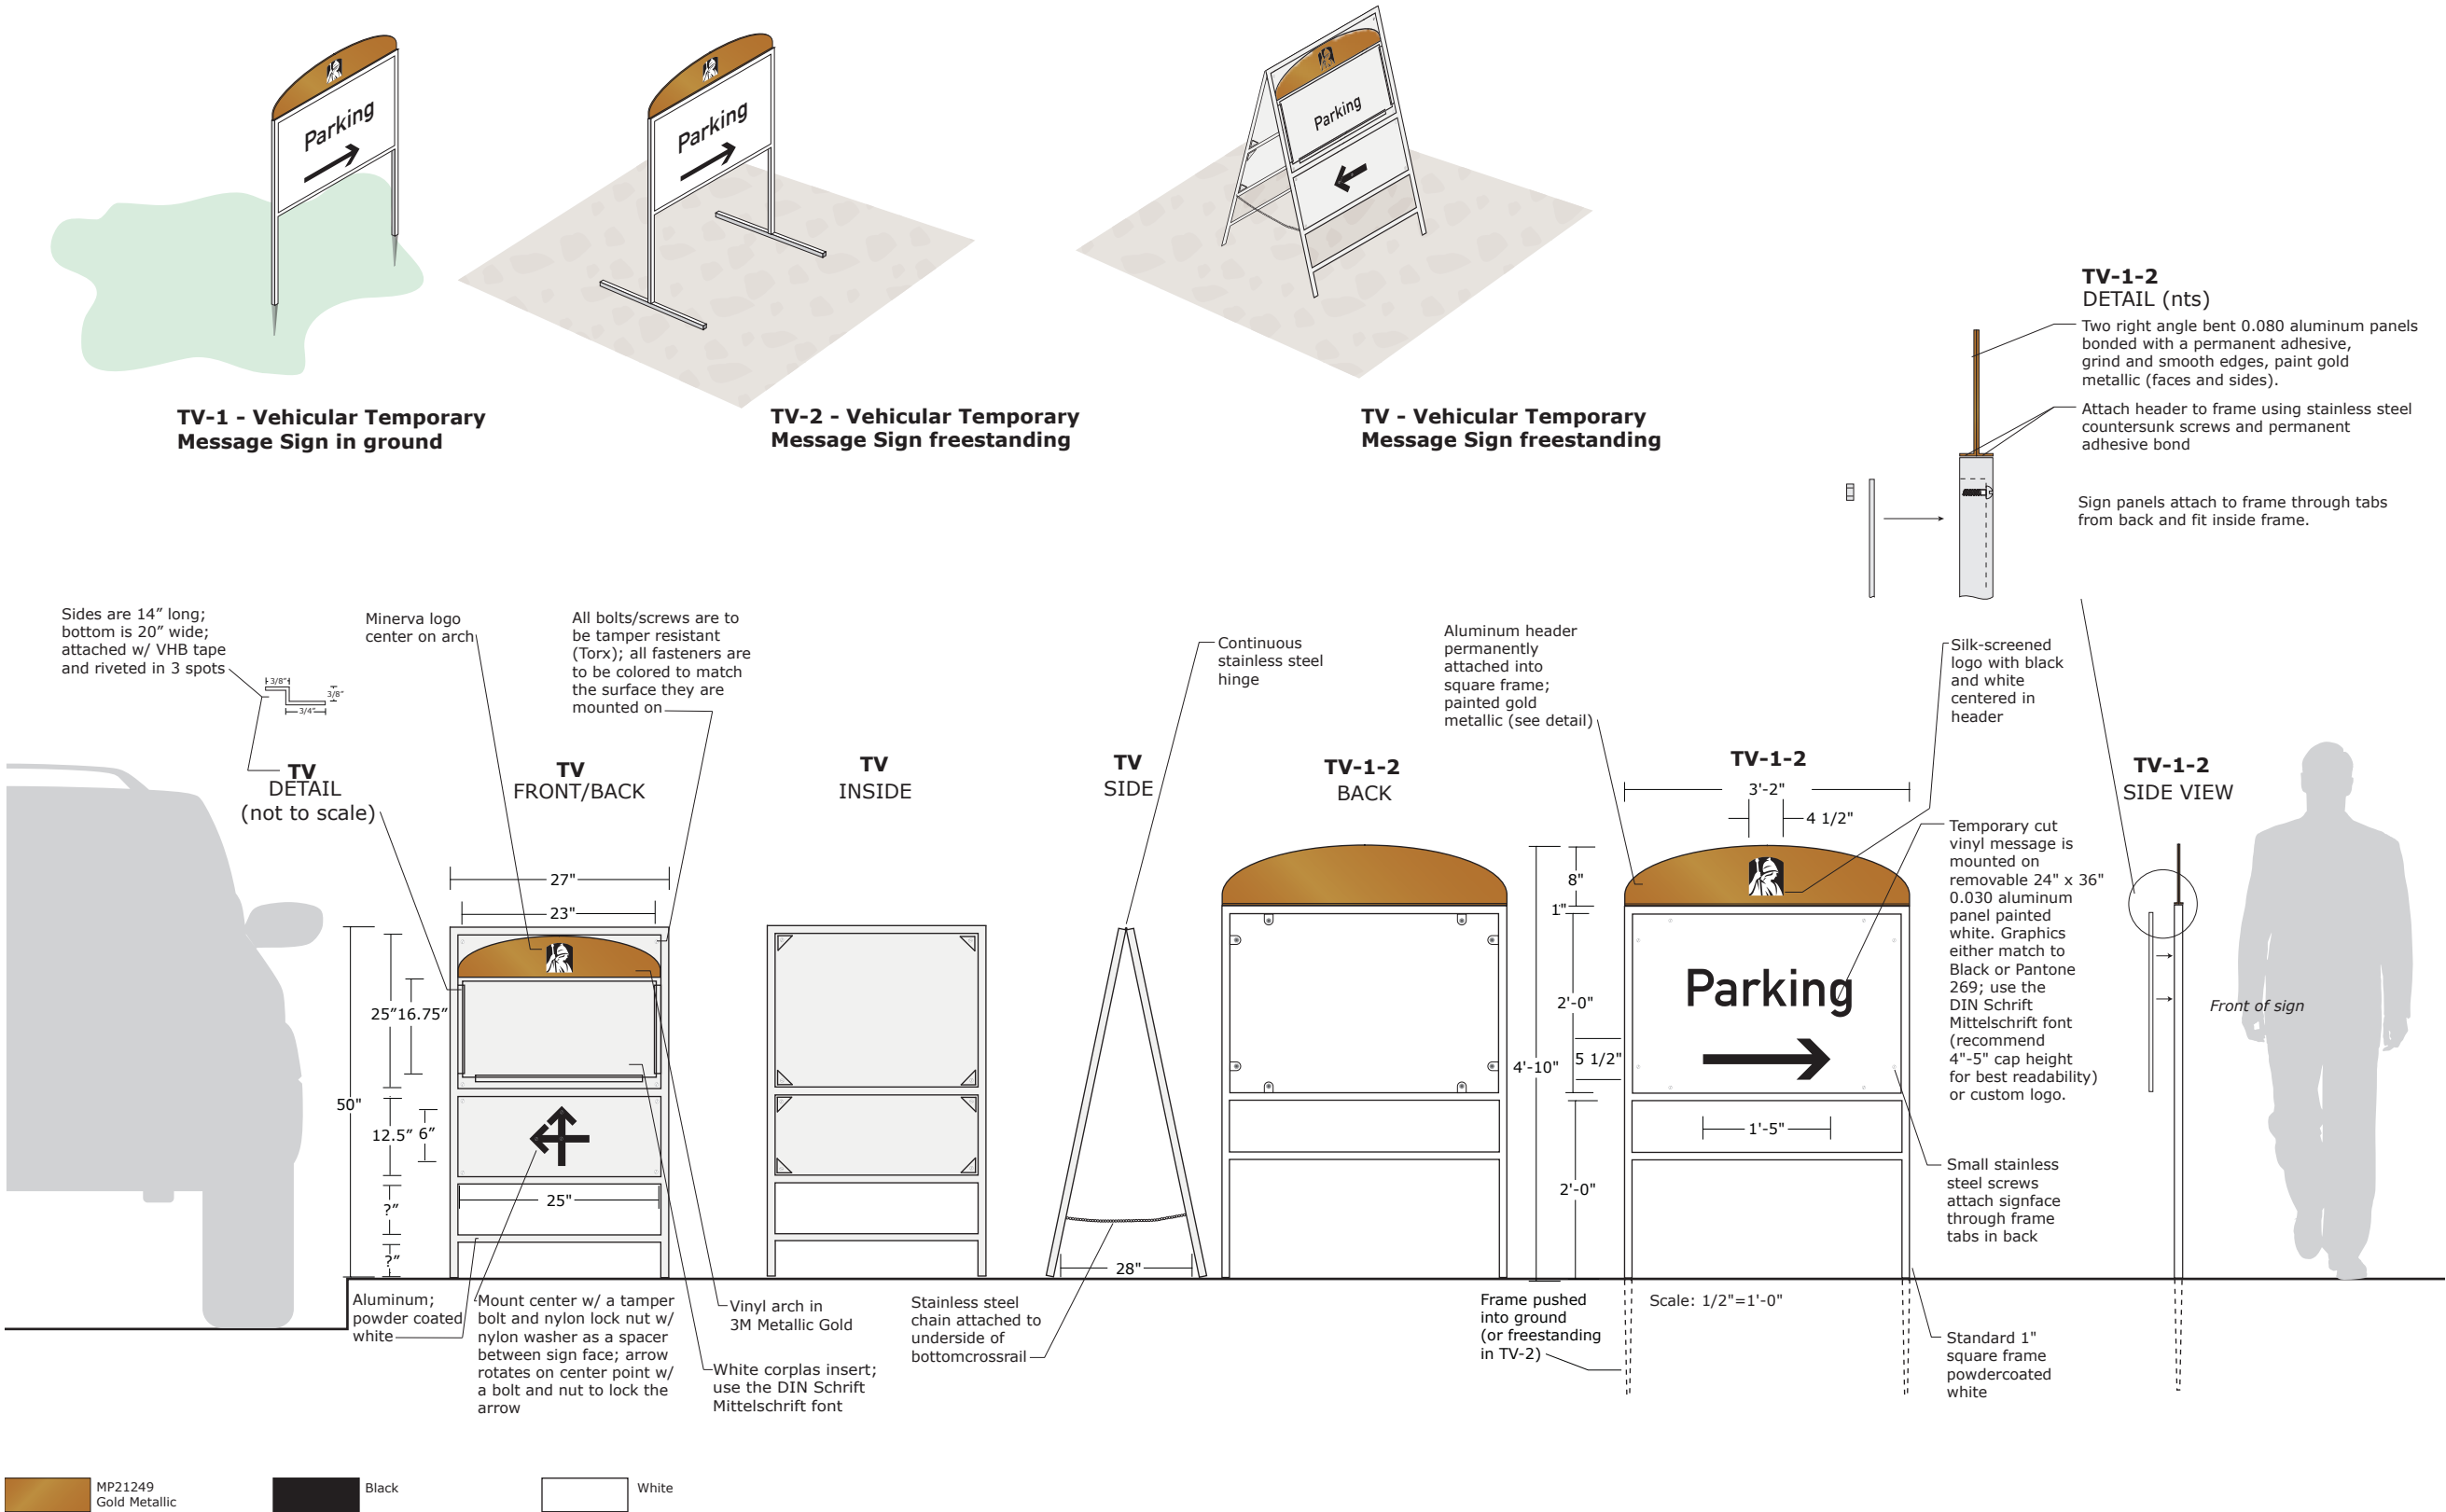 Parking
Parking
Parking
TV-1 - Vehicular Temporary
Message Sign in ground
TV-2 - Vehicular Temporary
Message Sign freestanding
TV - Vehicular Temporary
Message Sign freestanding
TV-1-2
DETAIL (nts)
Two right angle bent 0.080 aluminum panels
bonded with a permanent adhesive,
grind and smooth edges, paint gold
metallic (faces and sides).
Attach header to frame using stainless steel
countersunk screws and permanent
adhesive bond
Sign panels attach to frame through tabs
from back and fit inside frame.
Sides are 14” long;
bottom is 20” wide;
attached w/ VHB tape
and riveted in 3 spots
3/8"
3/8"
3/4"
Minerva logo
center on arch
All bolts/screws are to
be tamper resistant
(Torx); all fasteners are
to be colored to match
the surface they are
mounted on
Continuous
stainless steel
hinge
Aluminum header
permanently
attached into
square frame;
painted gold
metallic (see detail)
Silk-screened
logo with black
and white
centered in
header
TV
DETAIL
(not to scale)
TV
FRONT/BACK
TV
INSIDE
TV
SIDE
TV-1-2
BACK
TV-1-2
TV-1-2
SIDE VIEW
27"
23"
25”
16.75”
50"
12.5”
6”
?”
?”
25"
28"
3'-2"
4 1/2"
8"
1"
2'-0"
5 1/2"
4'-10"
2'-0"
1'-5"
Parking
Temporary cut
vinyl message is
mounted on
removable 24" x 36"
0.030 aluminum
panel painted
white. Graphics
either match to
Black or Pantone
269; use the
DIN Schrift
Mittelschrift font
(recommend
4"-5" cap height
for best readability)
or custom logo.
Front of sign
Small stainless
steel screws
attach signface
through frame
tabs in back
Aluminum;
powder coated
white
Mount center w/ a tamper
bolt and nylon lock nut w/
nylon washer as a spacer
between sign face; arrow
rotates on center point w/
a bolt and nut to lock the
arrow
Vinyl arch in
3M Metallic Gold
White corplas insert;
use the DIN Schrift
Mittelschrift font
Stainless steel
chain attached to
underside of
bottomcrossrail
Frame pushed
into ground
(or freestanding
in TV-2)
Scale: 1/2"=1'-0"
Standard 1"
square frame
powdercoated
white
MP21249
Gold Metallic
Black
White